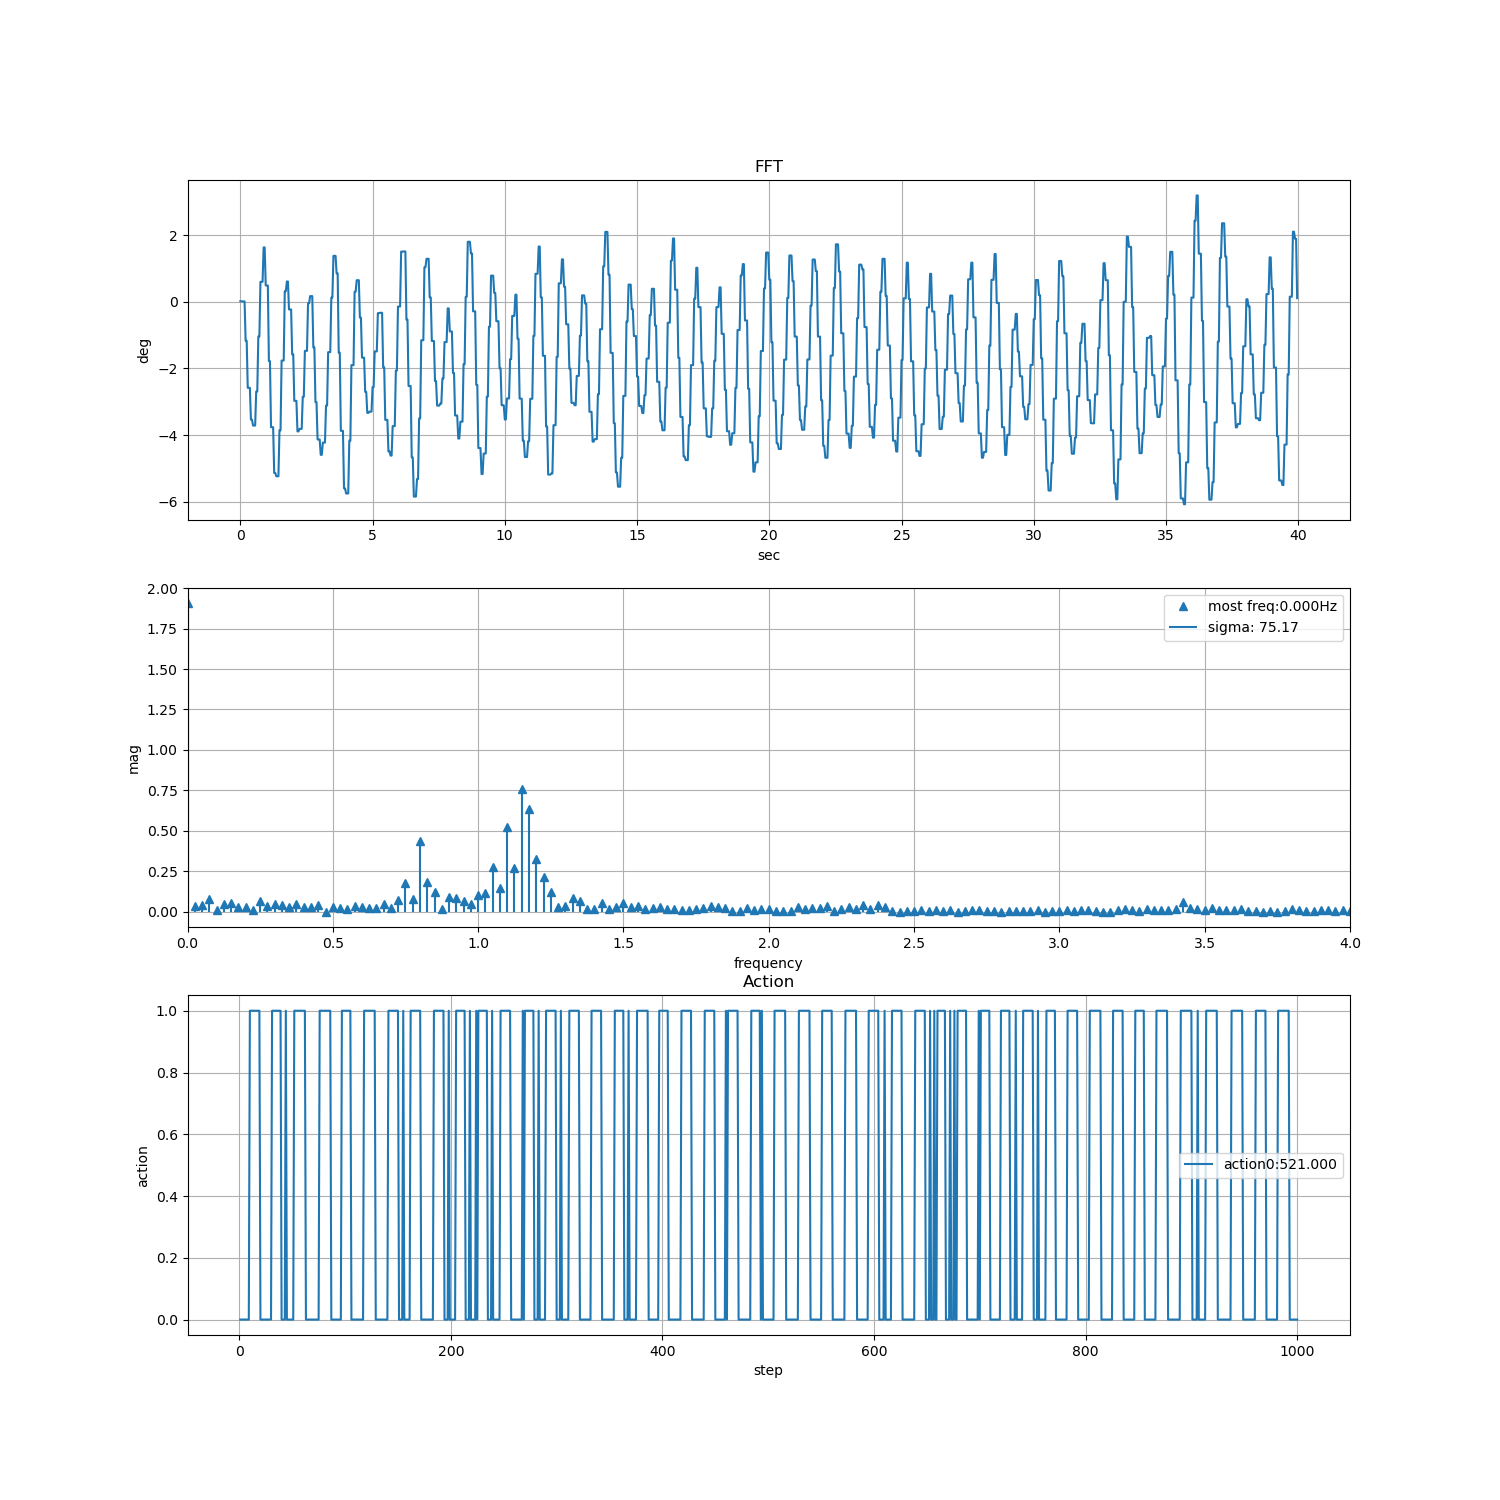 FFT
2
0
−2
−4
−6
deg
0 5 10 15 20 25 30 35 40
sec
2.00
1.75
1.50
1.25
1.00
0.75
0.50
0.25
0.00
mag
most freq:0.000Hz
sigma: 75.17
0.0 0.5 1.0 1.5 2.0 2.5 3.0 3.5 4.0
frequency
Action
1.0
0.8
0.6
0.4
0.2
0.0
action
action0:521.000
0 200 400 600 800 1000
step